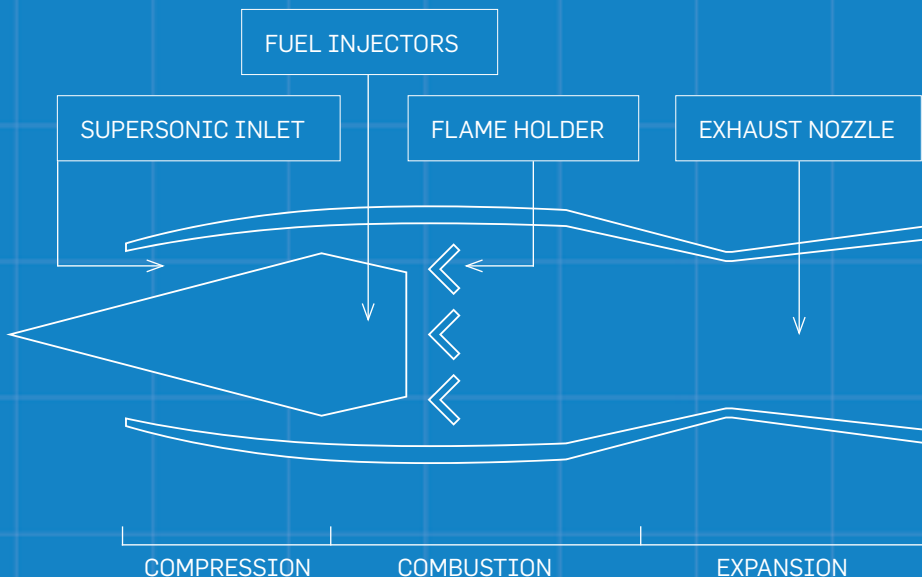 FUEL INJECTORS
SUPERSONIC INLET
FLAME HOLDER
EXHAUST NOZZLE
COMPRESSION
COMBUSTION
EXPANSION